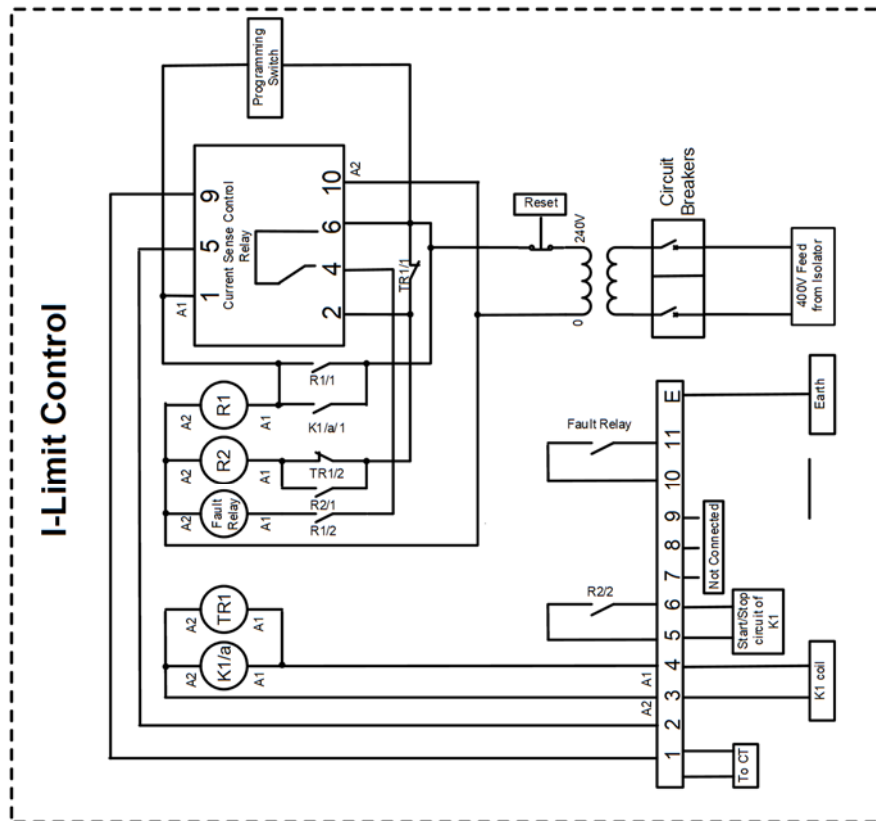 I-Limit Control
Programming
Switch
9
5
1
A1
Current Sense Control
Relay
10
6
4
2
A2
TR1/1
Reset
240V
0
Circuit
Breakers
400V Feed
from Isolator
R1
A2
A1
R1/1
K1/a/1
R2
A2
A1
TR1/2
R2/1
Fault
Relay
A2
A1
R1/2
TR1
A2
A1
K1/a
A2
A1
Fault Relay
R2/2
E
11
10
9
8
7
6
5
4
3
2
1
A1
A2
Earth
Not Connected
Start/Stop
circuit of
K1
K1 coil
To CT